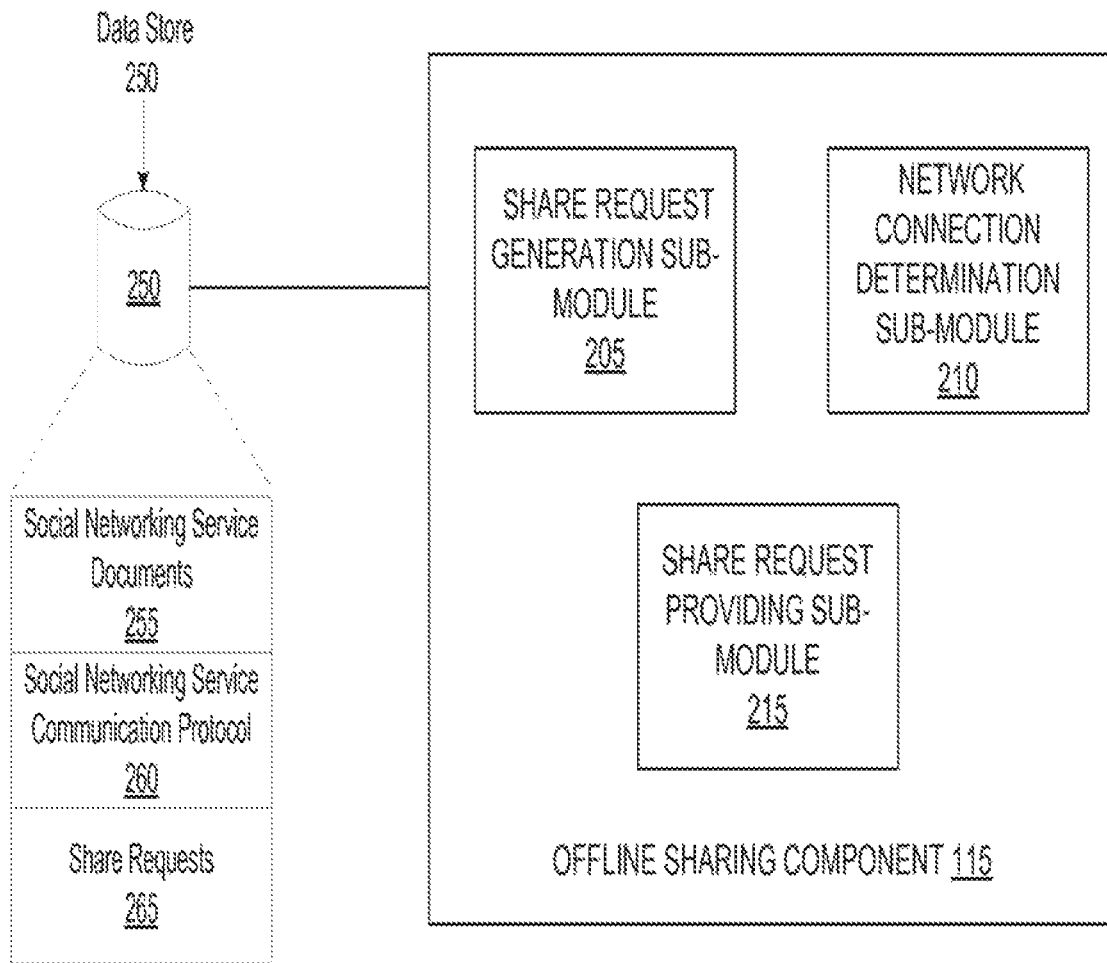 Data Store
250
250
SHARE REQUEST
GENERATION SUB-
MODULE
205
NETWORK
CONNECTION
DETERMINATION
SUB-MODULE
210
SHARE REQUEST
PROVIDING SUB-
MODULE
215
OFFLINE SHARING COMPONENT 115
Social Networking Service
Documents
255
Social Networking Service
Communication Protocol
260
Share Requests
265